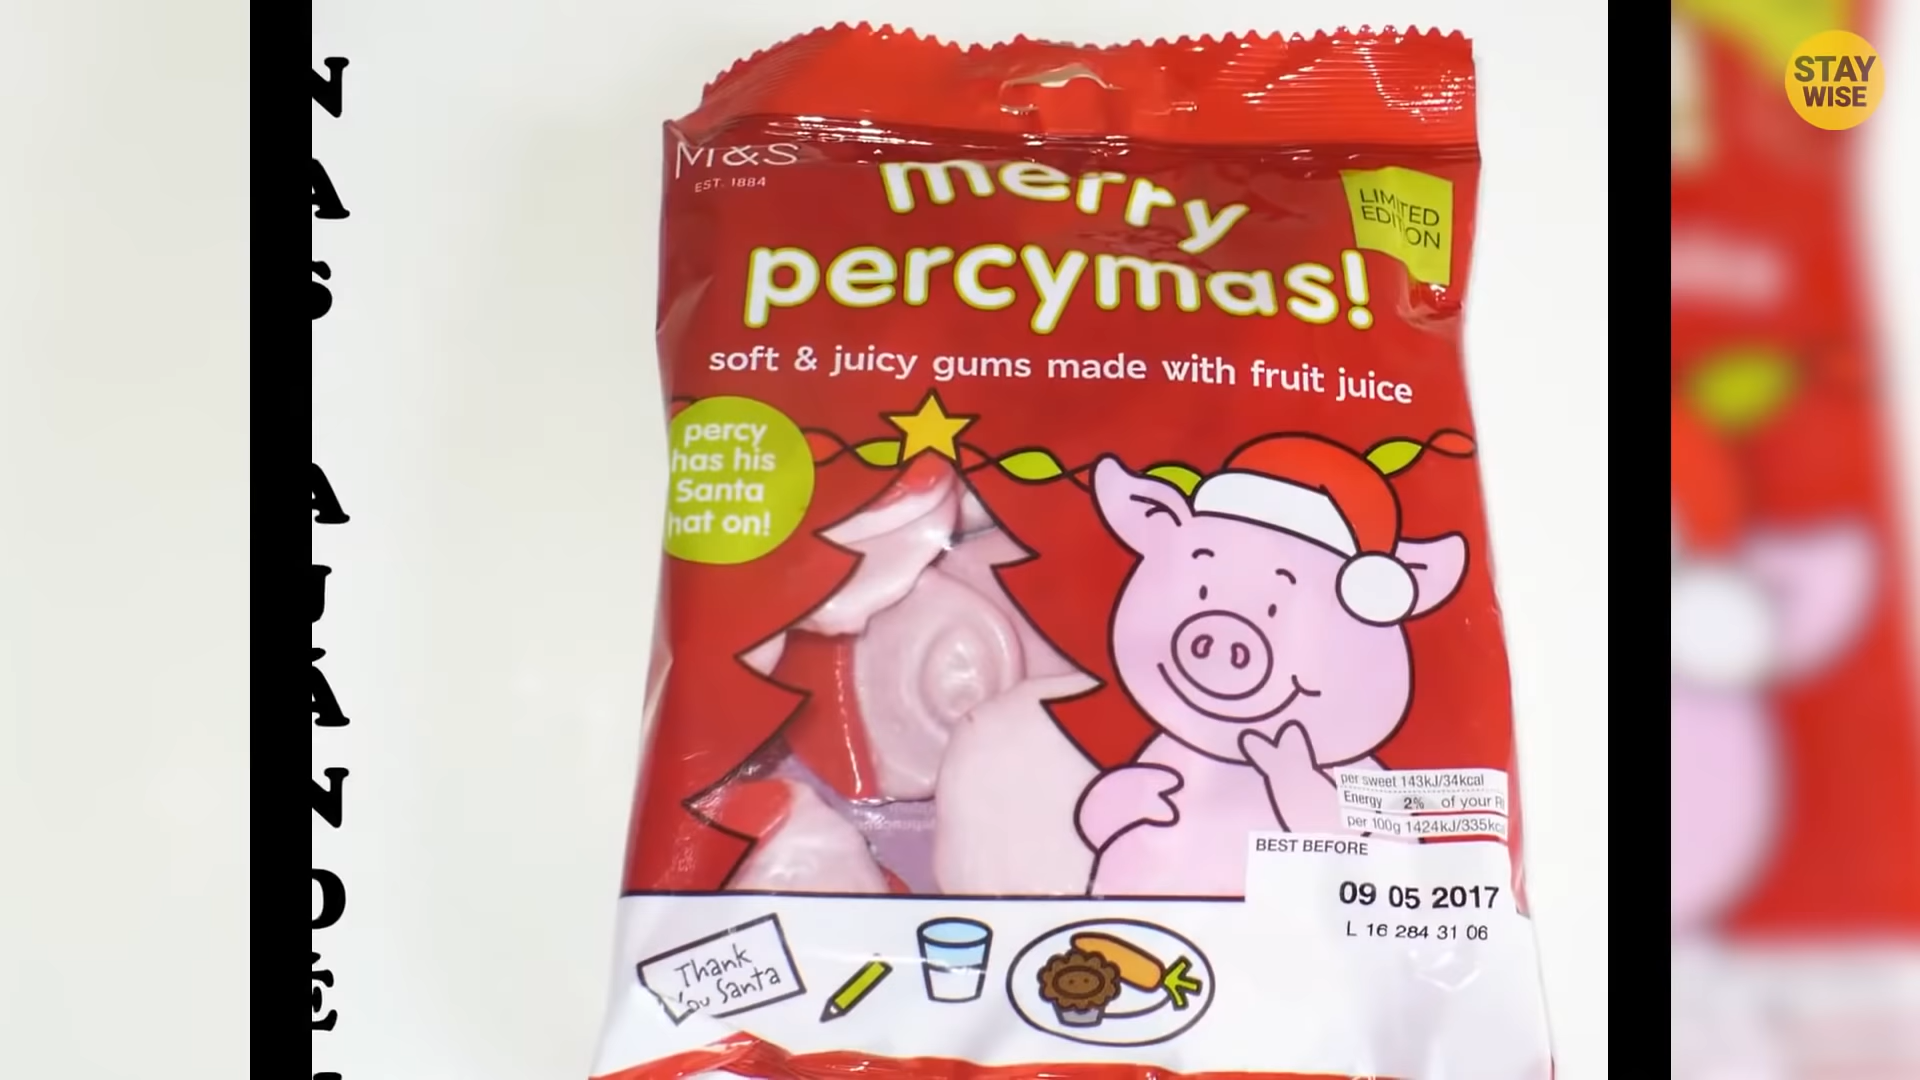 STAY
WISE
M&S
EST. 1884
merry
percymas!
LIMITED
EDITION
soft & juicy gums made with fruit juice
percy
has his
Santa
hat on!
per sweet 143kJ/34kcal
Energy 2% of your
per 100g 1424kJ/335kc
BEST BEFORE
09 05 2017
L 16 284 31 06
Thank
You Santa